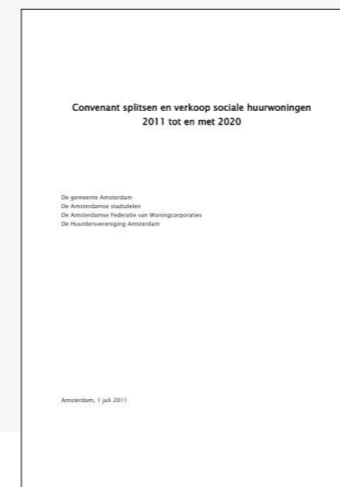 Convenant splitsen en verkoop sociale huurwoningen
2011 tot en met 2020
De gemeente Amsterdam
De Amsterdamse stadsdelen
De Amsterdamse Federatie van Woningcorporaties
De Huurdersvereniging Amsterdam
Amsterdam, 1 juli 2011